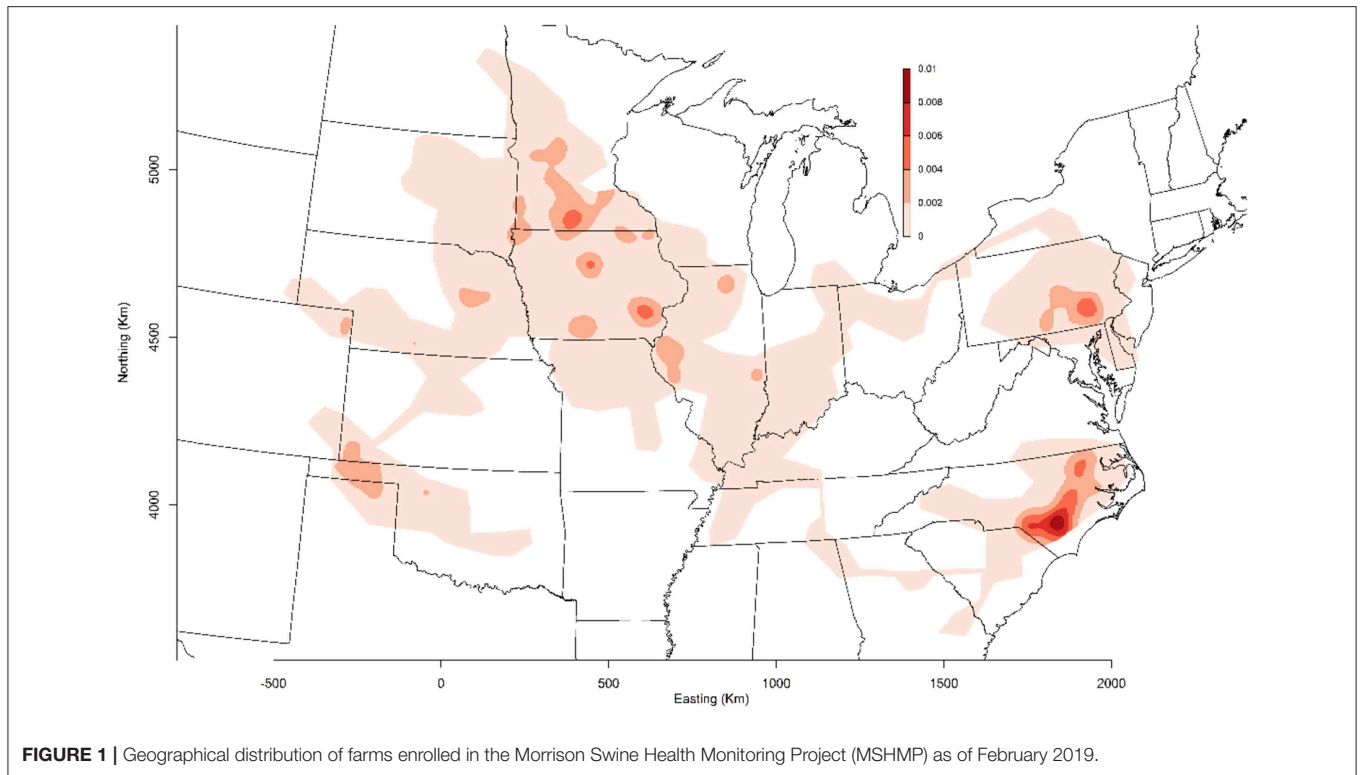 0.01
0.008
0.006
0.004
0.002
0
5000
4500
4000
Northing (Km)
-500 0 500 1000 1500 2000
Easting (Km)
FIGURE 1 | Geographical distribution of farms enrolled in the Morrison Swine Health Monitoring Project (MSHMP) as of February 2019.